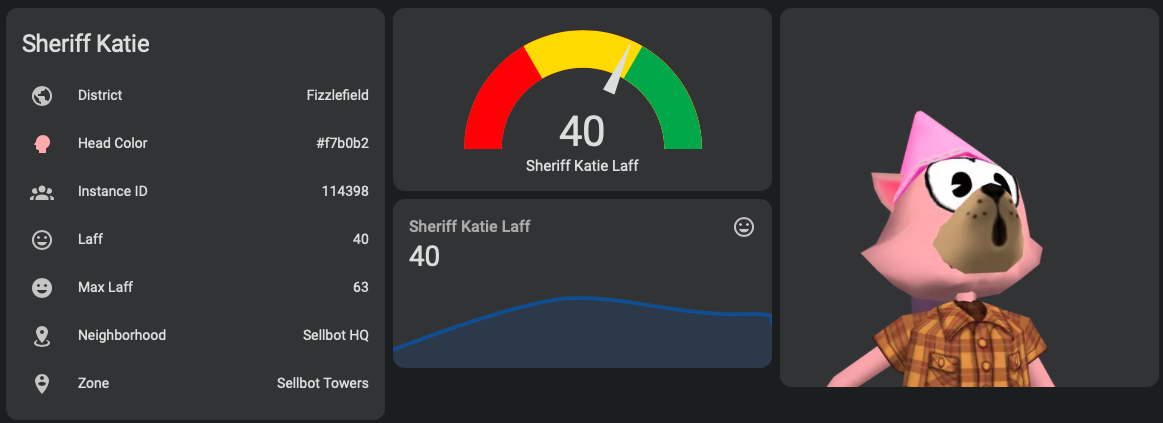 Sheriff Katie
District Fizzlefield
Head Color #f7b0b2
Instance ID 114398
Laff 40
Max Laff 63
Neighborhood Sellbot HQ
Zone Sellbot Towers
40
Sheriff Katie Laff
Sheriff Katie Laff
40